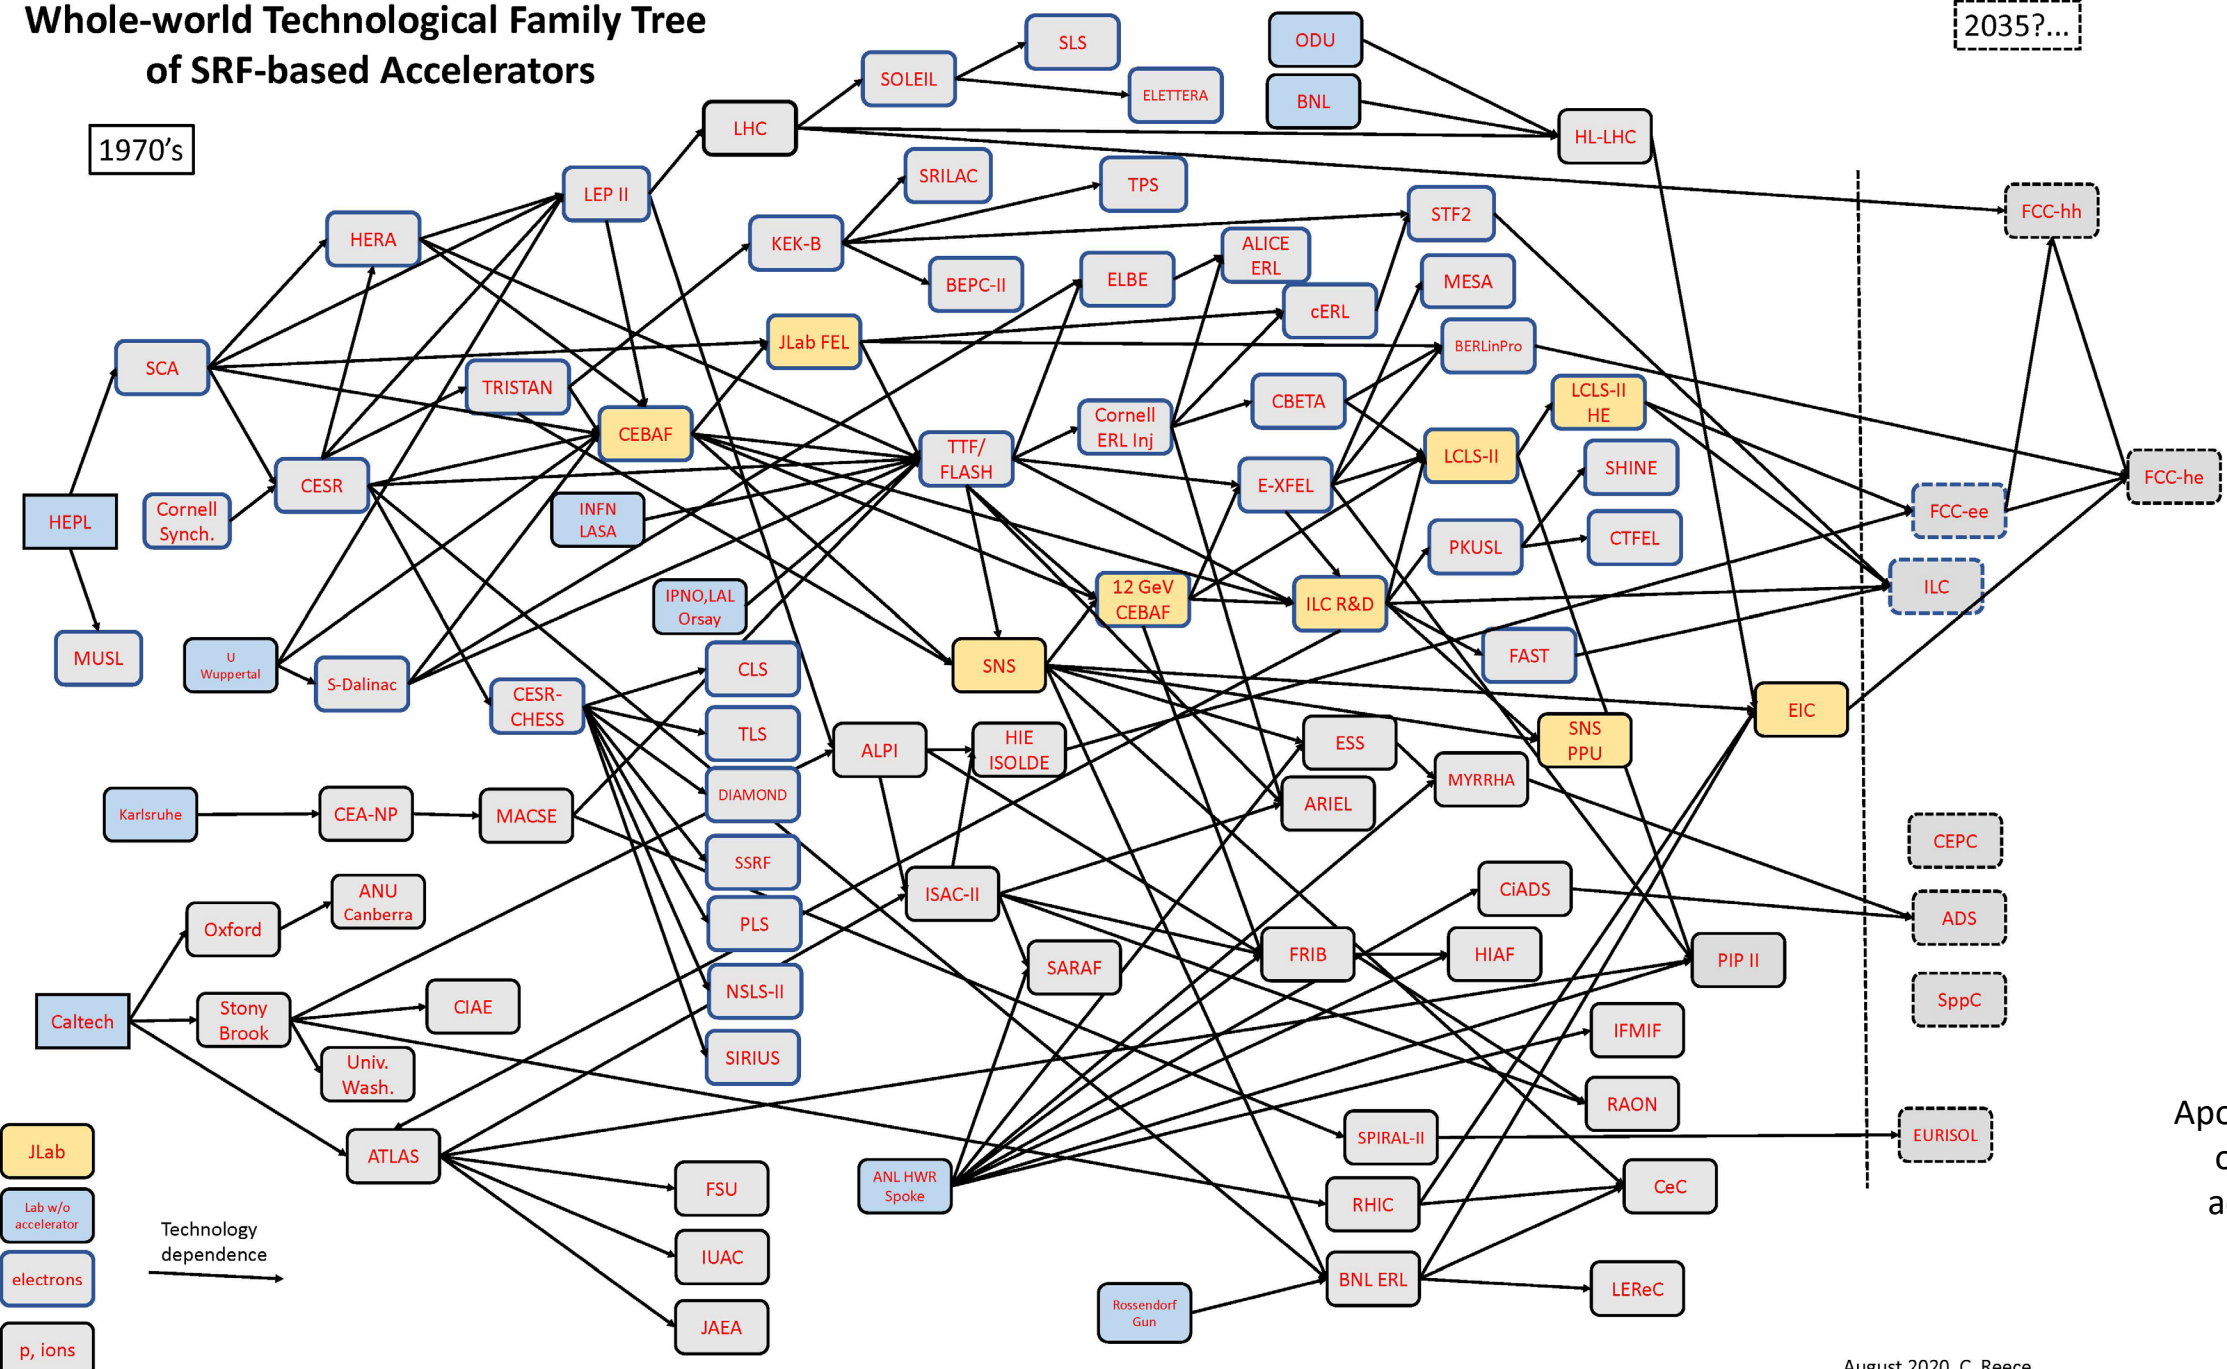 Whole-world Technological Family Tree
of SRF-based Accelerators
1970's
2035?...
SLS
SOLEIL
ELETTERA
ODU
BNL
LHC
HL-LHC
LEP II
SRILAC
TPS
HERA
KEK-B
STF2
FCC-hh
ALICE
ERL
BEPC-II
ELBE
MESA
cERL
SCA
JLab FEL
BERLinPro
TRISTAN
CBETA
LCLS-II
HE
CEBAF
Cornell
ERL Inj
TTF/
FLASH
LCLS-II
SHINE
CESR
E-XFEL
FCC-he
HEPL
Cornell
Synch.
INFN
LASA
FCC-ee
PKUSL
CTFEL
IPNO,LAL
Orsay
12 GeV
CEBAF
ILC R&D
ILC
MUSL
U
Wuppertal
S-Dalinac
CLS
SNS
FAST
CESR-
CHESS
EIC
TLS
ALPI
HIE
ISOLDE
ESS
SNS
PPU
MYRRHA
DIAMOND
ARIEL
Karlsruhe
CEA-NP
MACSE
CEPC
SSRF
ISAC-II
CiADS
ANU
Canberra
Oxford
PLS
ADS
SARAF
FRIB
HIAF
PIP II
NSLS-II
CIAE
Caltech
Stony
Brook
SppC
IFMIF
SIRIUS
Univ.
Wash.
RAON
JLab
ATLAS
SPIRAL-II
EURISOL
Apo
o
a
FSU
ANL HWR
Spoke
RHIC
CeC
Lab w/o
accelerator
Technology
dependence
IUAC
electrons
BNL ERL
LEReC
Rossendorf
Gun
JAEA
p, ions
August 2020 C. Reece